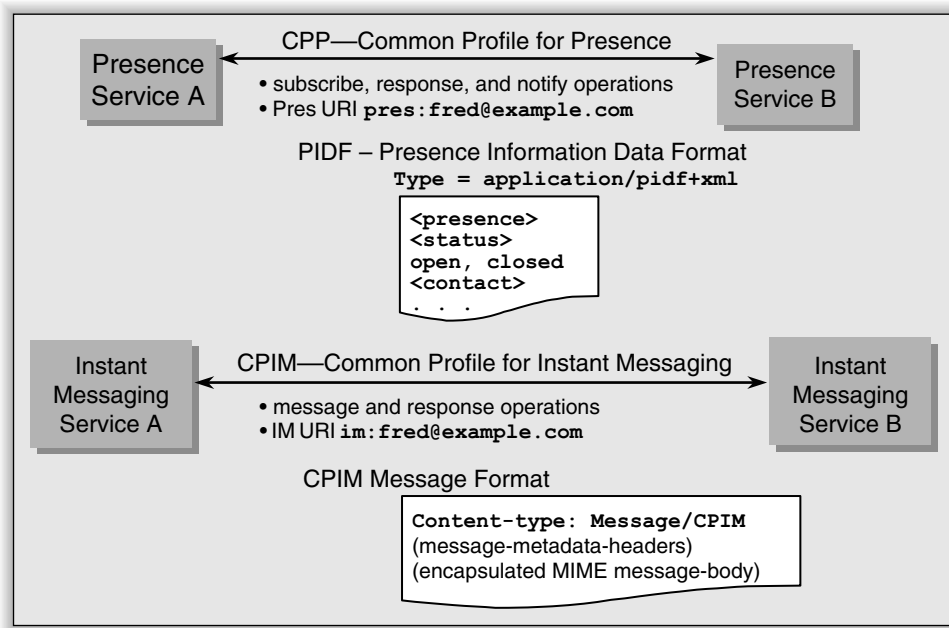 CPP—Common Profile for Presence
Presence
Service A
Presence
Service B
• subscribe, response, and notify operations
• Pres URI pres:fred@example.com
PIDF – Presence Information Data Format
Type = application/pidf+xml
<presence>
<status>
open, closed
<contact>
. . .
CPIM—Common Profile for Instant Messaging
Instant
Messaging
Service A
Instant
Messaging
Service B
• message and response operations
• IM URI im:fred@example.com
CPIM Message Format
Content-type: Message/CPIM
(message-metadata-headers)
(encapsulated MIME message-body)